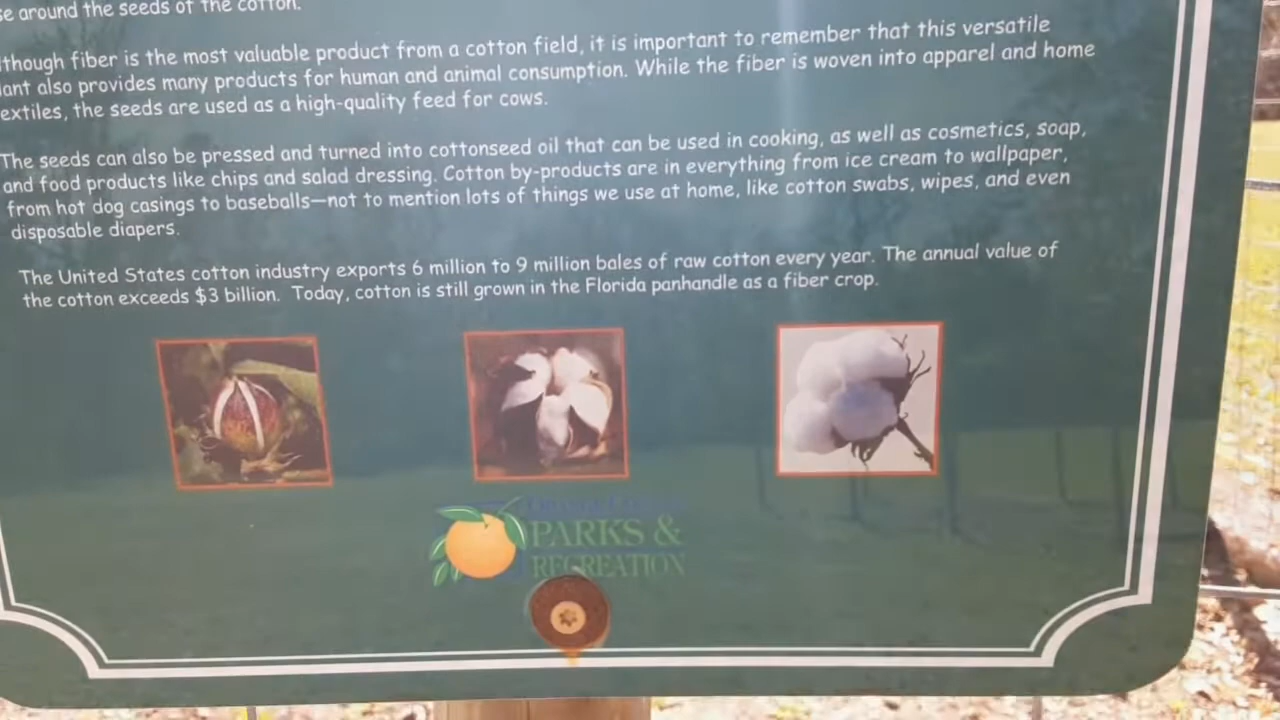 se around the seeds of the cotton.
though fiber is the most valuable product from a cotton field, it is important to remember that this versatile
lant also provides many products for human and animal consumption. While the fiber is woven into apparel and home
extiles, the seeds are used as a high-quality feed for cows.
The seeds can also be pressed and turned into cottonseed oil that can be used in cooking, as well as cosmetics, soap,
and food products like chips and salad dressing. Cotton by-products are in everything from ice cream to wallpaper,
from hot dog casings to baseballs—not to mention lots of things we use at home, like cotton swabs, wipes, and even
disposable diapers.
The United States cotton industry exports 6 million to 9 million bales of raw cotton every year. The annual value of
the cotton exceeds $3 billion. Today, cotton is still grown in the Florida panhandle as a fiber crop.
PARKS &
RECREATION